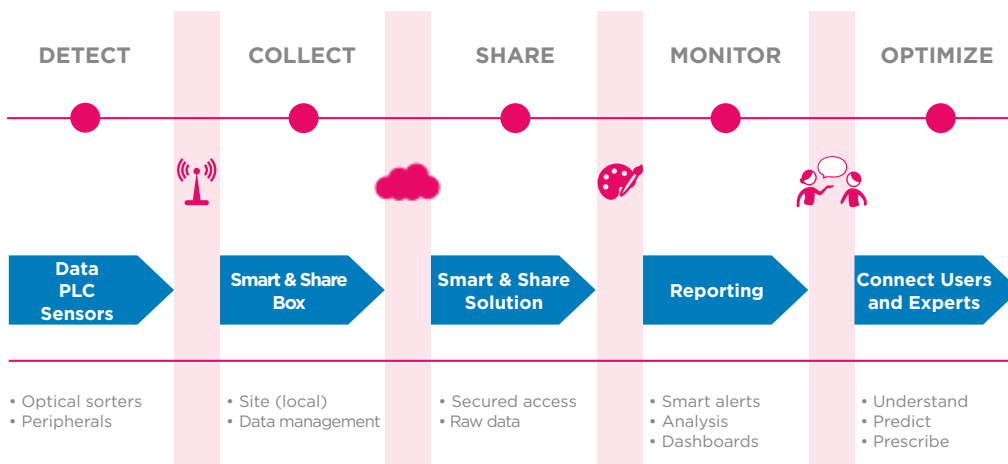 DETECT
COLLECT
SHARE
MONITOR
OPTIMIZE
Data
PLC
Sensors
Smart & Share
Box
Smart & Share
Solution
Reporting
Connect Users
and Experts
• Optical sorters
• Peripherals
• Site (local)
• Data management
• Secured access
• Raw data
• Smart alerts
• Analysis
• Dashboards
• Understand
• Predict
• Prescribe